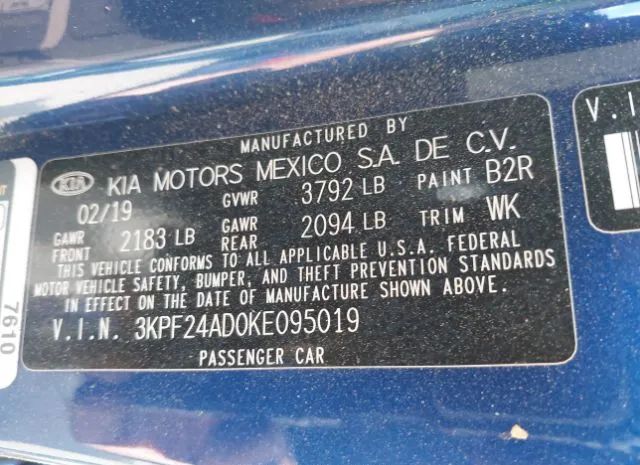 MANUFACTURED BY
KIA KIA MOTORS MEXICO S.A. DE C.V.
02/19 GVWR 3792 LB PAINT B2R
GAWR FRONT 2183 LB GAWR REAR 2094 LB TRIM WK
THIS VEHICLE CONFORMS TO ALL APPLICABLE U.S.A. FEDERAL
MOTOR VEHICLE SAFETY, BUMPER, AND THEFT PREVENTION STANDARDS
IN EFFECT ON THE DATE OF MANUFACTURE SHOWN ABOVE.
V.I.N. 3KPF24AD0KE095019
PASSENGER CAR
7610
V.I